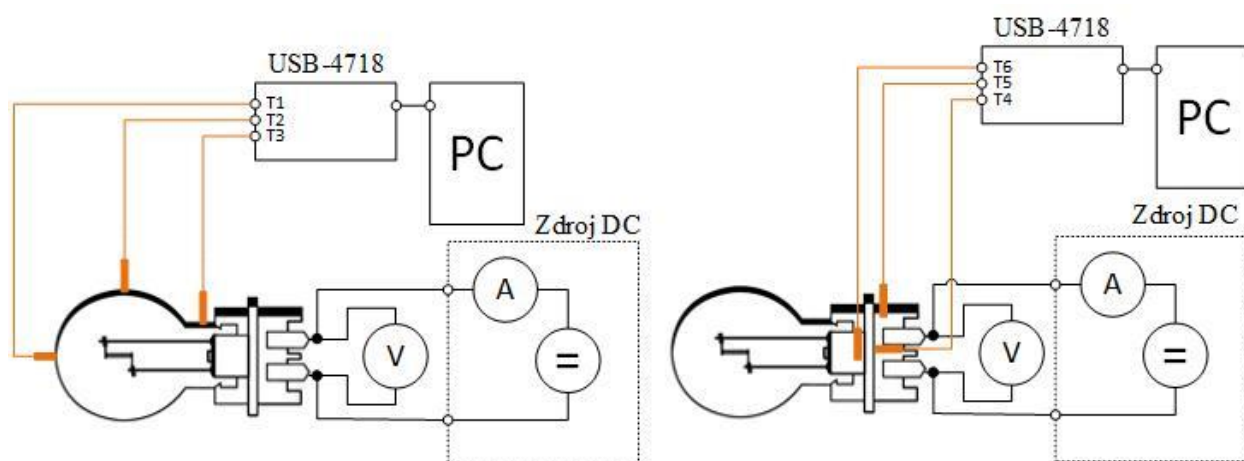 USB-4718
T1
T2
T3
PC
Zdroj DC
A
V
=
USB-4718
T6
T5
T4
PC
Zdroj DC
A
V
=